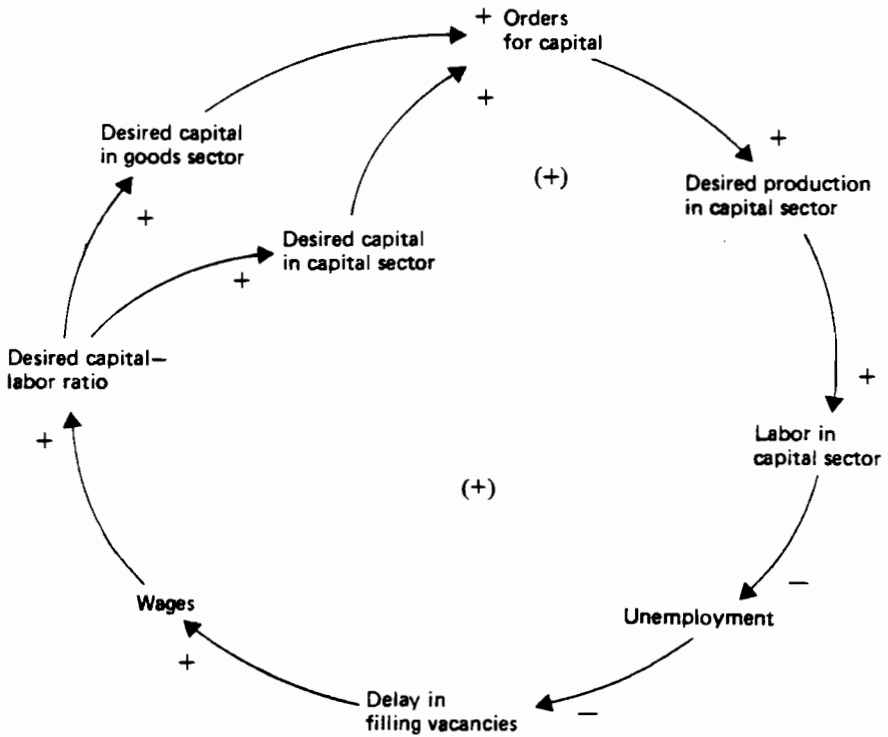 + Orders
for capital
+
+
Desired capital
in goods sector
(+)
Desired production
in capital sector
+
Desired capital
in capital sector
+
Desired capital—
labor ratio
+
+
Labor in
capital sector
(+)
−
Wages
Unemployment
+
Delay in
filling vacancies
−